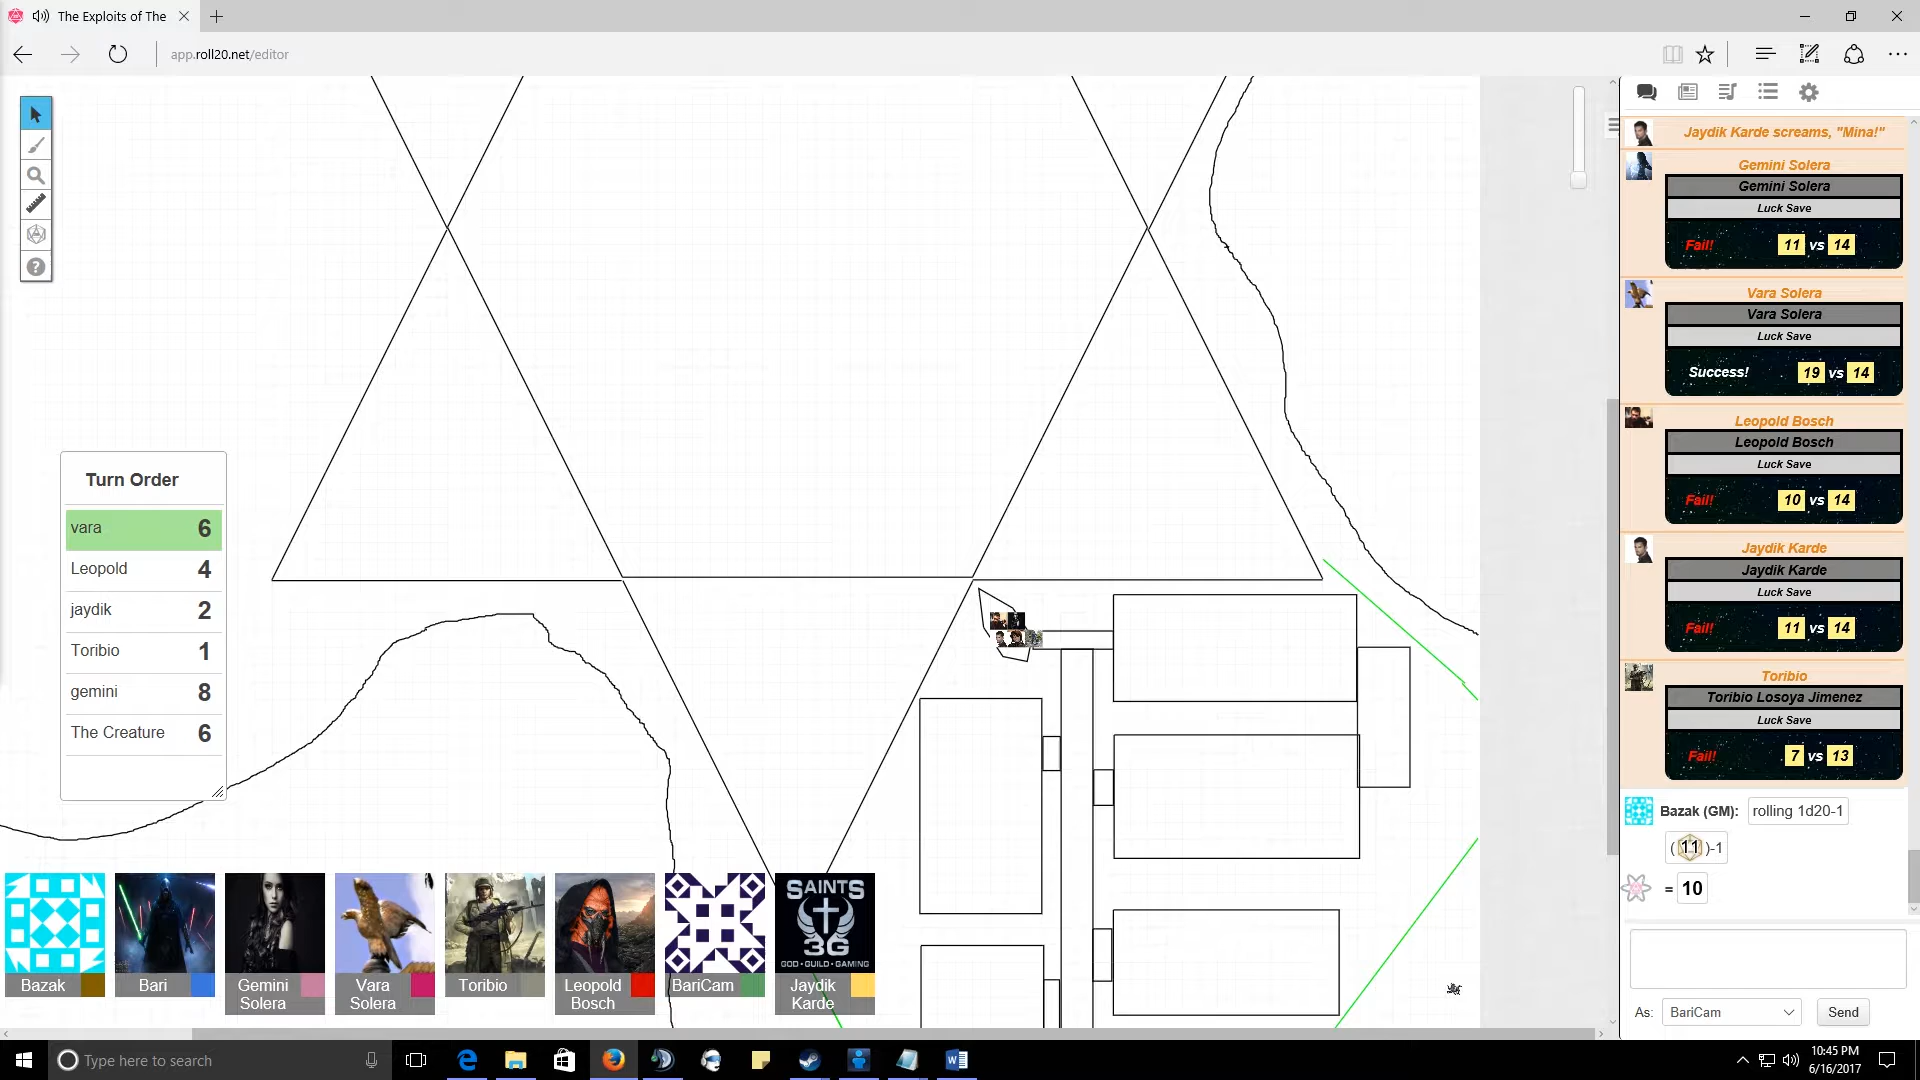 The Exploits of The
app.roll20.net/editor
Jaydik Karde screams, "Mina!"
Gemini Solera
Gemini Solera
Luck Save
Fail! 11 vs 14
Vara Solera
Vara Solera
Luck Save
Success! 19 vs 14
Leopold Bosch
Leopold Bosch
Luck Save
Fail! 10 vs 14
Jaydik Karde
Jaydik Karde
Luck Save
Fail! 11 vs 14
Toribio
Toribio Losoya Jimenez
Luck Save
Fail! 7 vs 13
Bazak (GM): rolling 1d20-1
(11)-1
= 10
As: BariCam Send
Turn Order
vara 6
Leopold 4
jaydik 2
Toribio 1
gemini 8
The Creature 6
SAINTS
3G
GOD · GUILD · GAMING
Bazak
Bari
Gemini
Solera
Vara
Solera
Toribio
Leopold
Bosch
BariCam
Jaydik
Karde
Type here to search
10:45 PM
6/16/2017